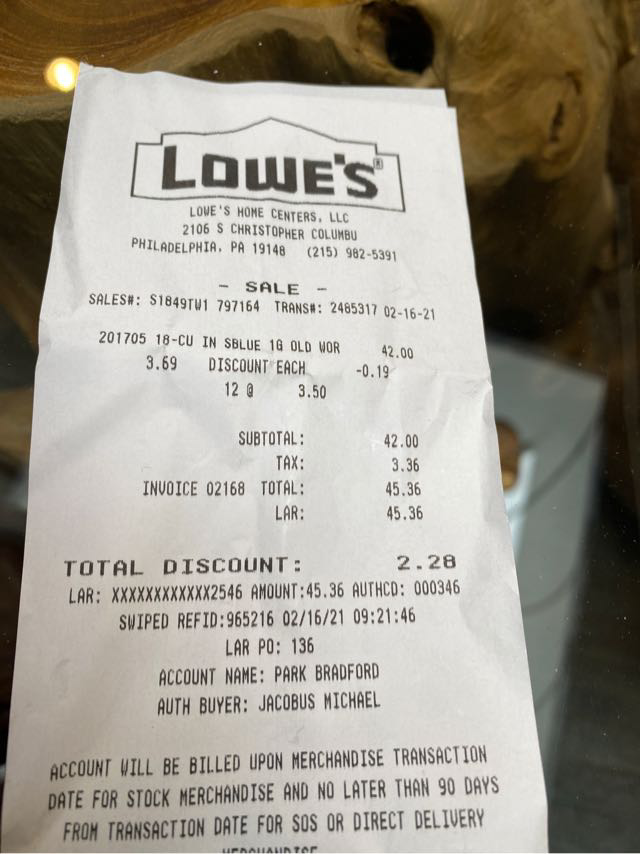 LOWE'S®
LOWE'S HOME CENTERS, LLC
2106 S CHRISTOPHER COLUMBU
PHILADELPHIA, PA 19148 (215) 982-5391
- SALE -
SALES#: S1849TW1 797164 TRANS#: 2485317 02-16-21
201705 18-CU IN SBLUE 1G OLD WOR 42.00
3.69 DISCOUNT EACH -0.19
12 @ 3.50
SUBTOTAL: 42.00
TAX: 3.36
INVOICE 02168 TOTAL: 45.36
LAR: 45.36
TOTAL DISCOUNT: 2.28
LAR: XXXXXXXXXXXX2546 AMOUNT:45.36 AUTHCD: 000346
SWIPED REFID:965216 02/16/21 09:21:46
LAR PO: 136
ACCOUNT NAME: PARK BRADFORD
AUTH BUYER: JACOBUS MICHAEL
ACCOUNT WILL BE BILLED UPON MERCHANDISE TRANSACTION
DATE FOR STOCK MERCHANDISE AND NO LATER THAN 90 DAYS
FROM TRANSACTION DATE FOR SOS OR DIRECT DELIVERY
MERCHANDISE